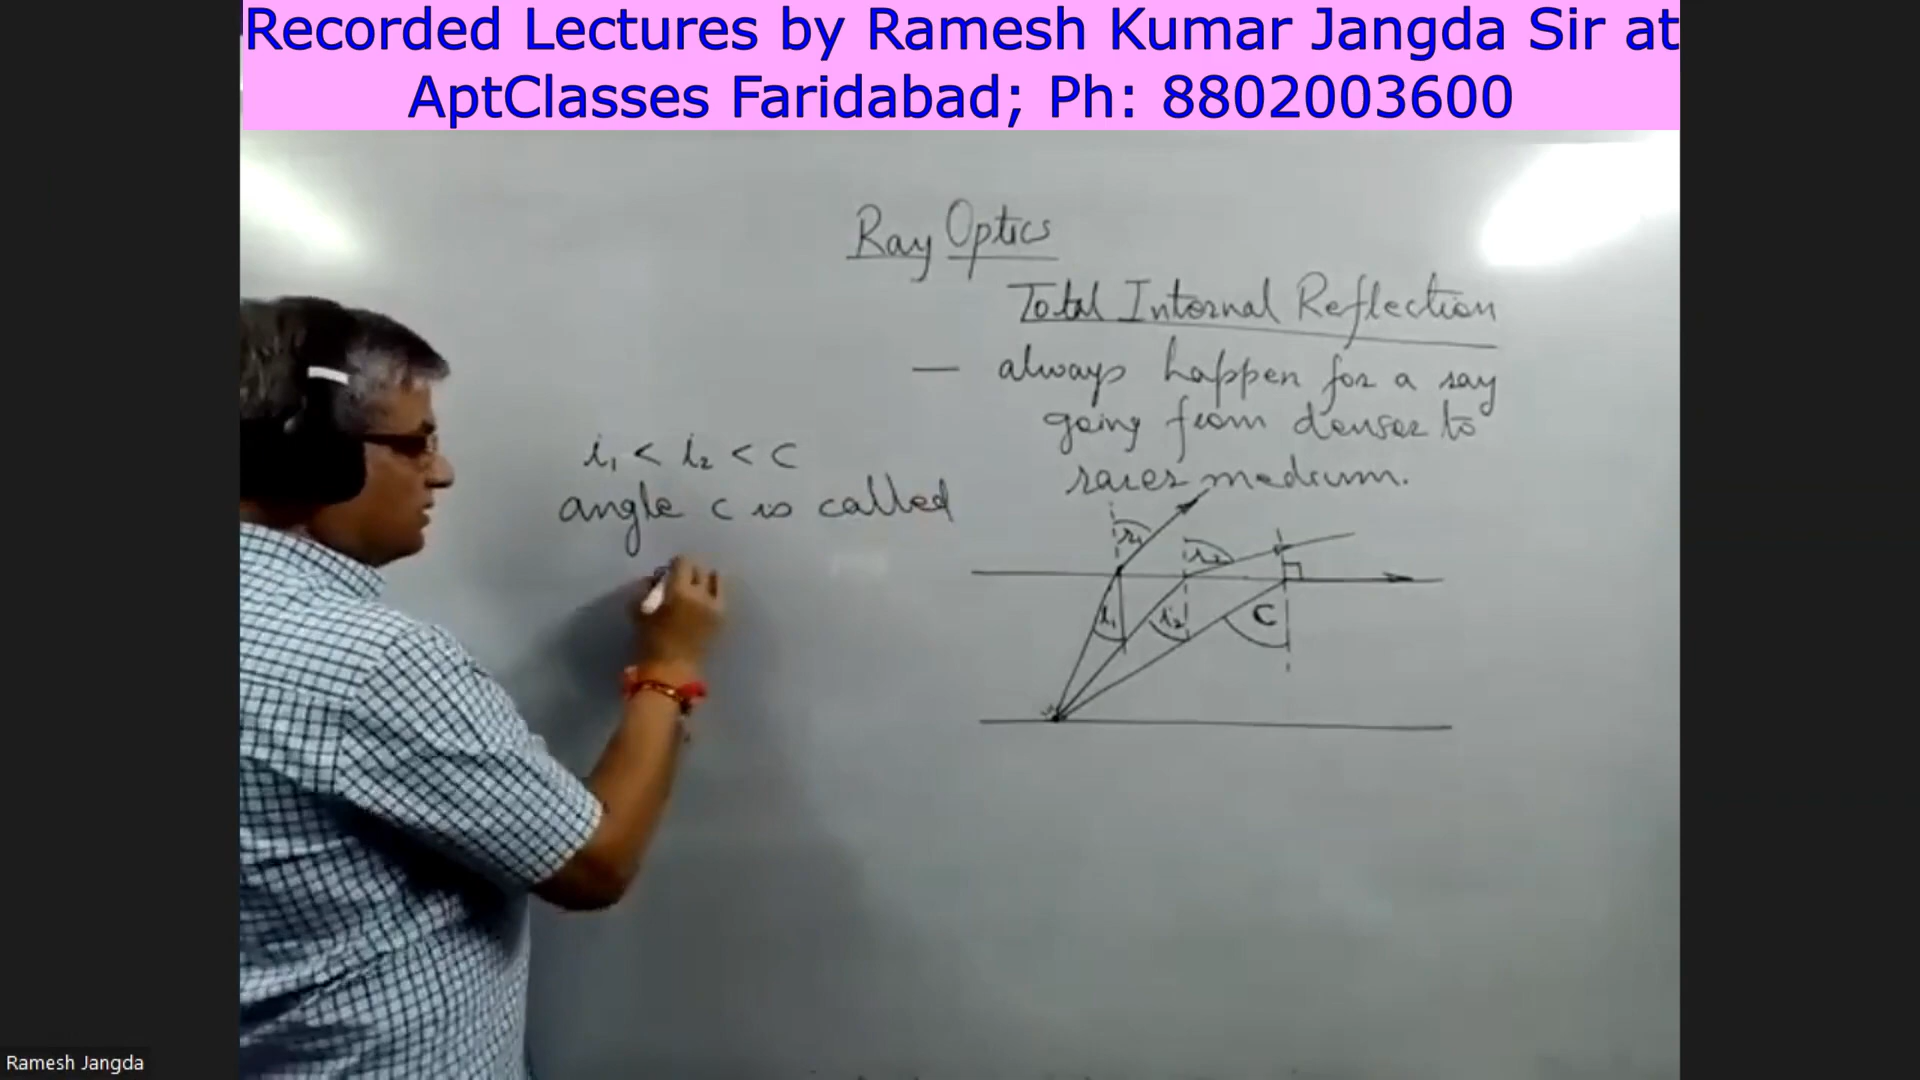 Recorded Lectures by Ramesh Kumar Jangda Sir at
AptClasses Faridabad; Ph: 8802003600
Ray Optics
Total Internal Reflection
— always happen for a ray
going from denser to
rarer medium.
i₁ < i₂ < c
angle c is called
r₁
r₂
i₁
i₂
C
Ramesh Jangda